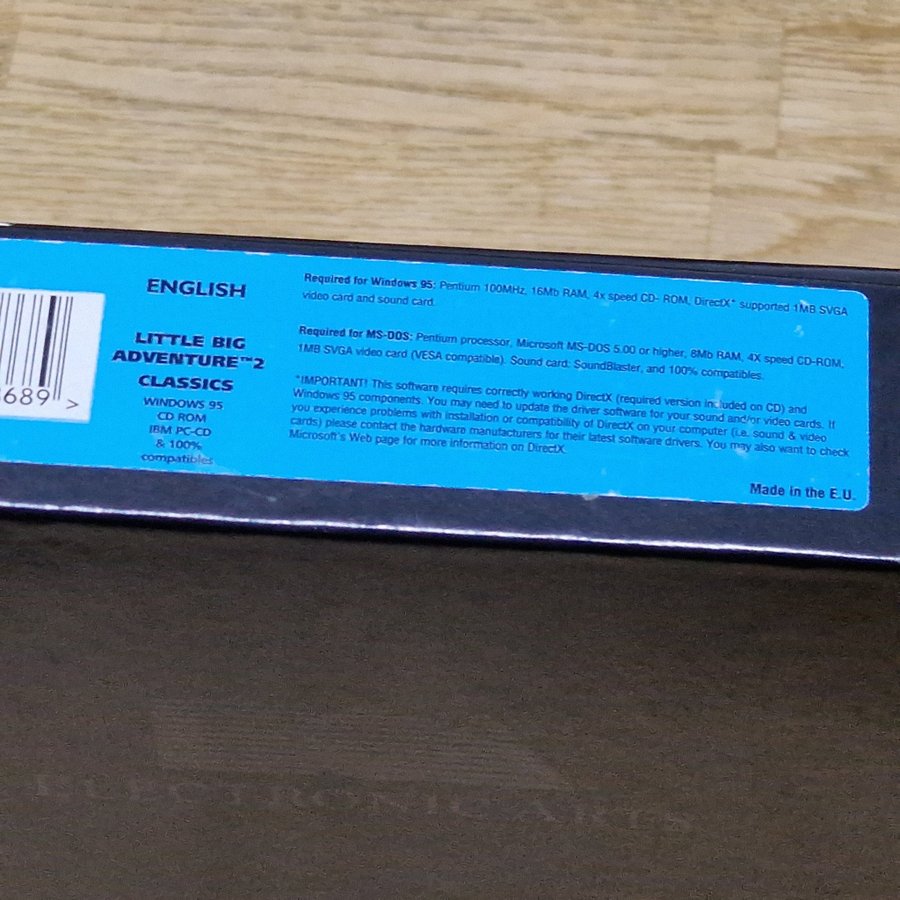 ENGLISH
LITTLE BIG
ADVENTURE™2
CLASSICS
WINDOWS 95
CD ROM
IBM PC-CD
& 100%
compatibles
689 >
Required for Windows 95: Pentium 100MHz, 16Mb RAM, 4x speed CD- ROM, DirectX* supported 1MB SVGA
video card and sound card.
Required for MS-DOS: Pentium processor, Microsoft MS-DOS 5.00 or higher, 8Mb RAM, 4X speed CD-ROM,
1MB SVGA video card (VESA compatible). Sound card: SoundBlaster, and 100% compatibles.
*IMPORTANT! This software requires correctly working DirectX (required version included on CD) and
Windows 95 components. You may need to update the driver software for your sound and/or video cards. If
you experience problems with installation or compatibility of DirectX on your computer (i.e. sound & video
cards) please contact the hardware manufacturers for their latest software drivers. You may also want to check
Microsoft's Web page for more information on DirectX.
Made in the E.U.
ELECTRONIC ARTS